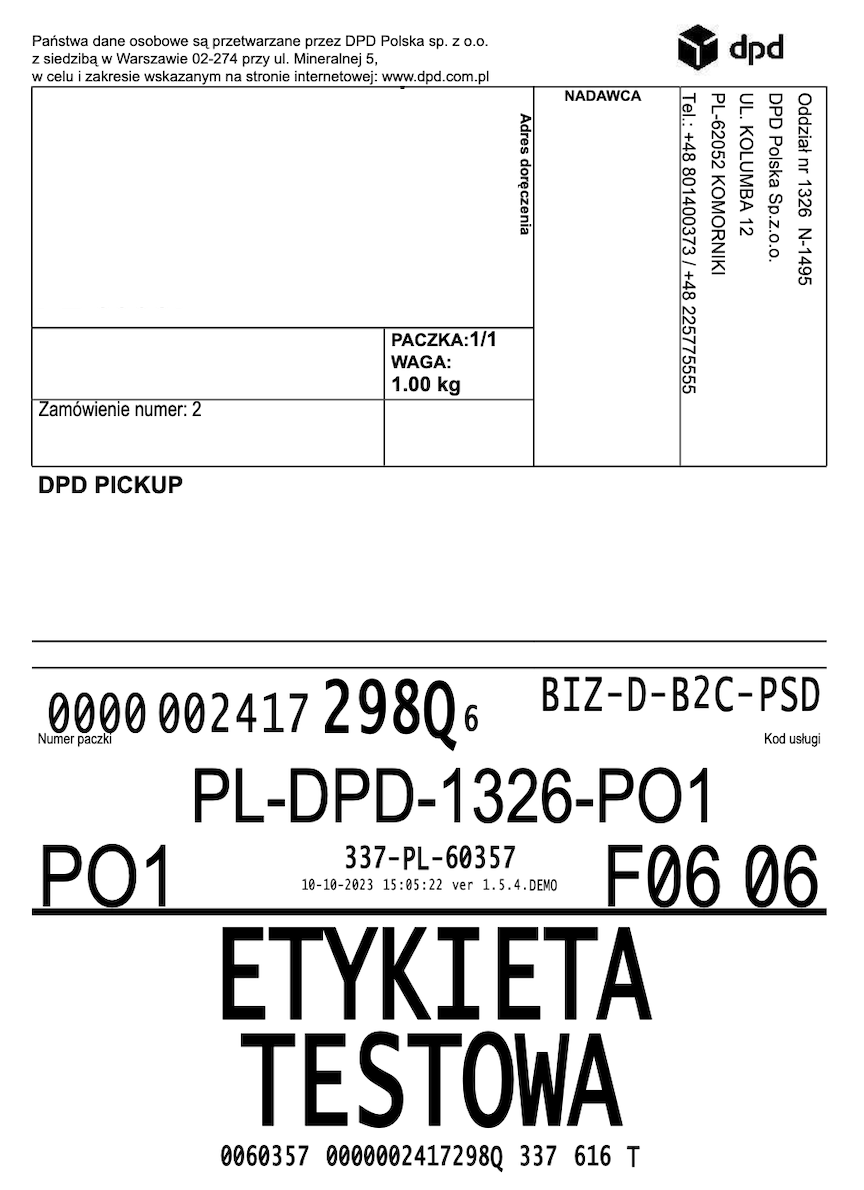 Państwa dane osobowe są przetwarzane przez DPD Polska sp. z o.o.
z siedzibą w Warszawie 02-274 przy ul. Mineralnej 5,
w celu i zakresie wskazanym na stronie internetowej: www.dpd.com.pl
dpd
Adres doręczenia
NADAWCA
Oddział nr 1326 N-1495
DPD Polska Sp.z.o.o.
UL. KOLUMBA 12
PL-62052 KOMORNIKI
Tel.: +48 801400373 / +48 225775555
PACZKA:1/1
WAGA:
1.00 kg
Zamówienie numer: 2
DPD PICKUP
0000 002417 298Q 6
BIZ-D-B2C-PSD
Numer paczki
Kod usługi
PL-DPD-1326-PO1
PO1
337-PL-60357
10-10-2023 15:05:22 ver 1.5.4.DEMO
F06 06
ETYKIETA
TESTOWA
0060357 0000002417298Q 337 616 T